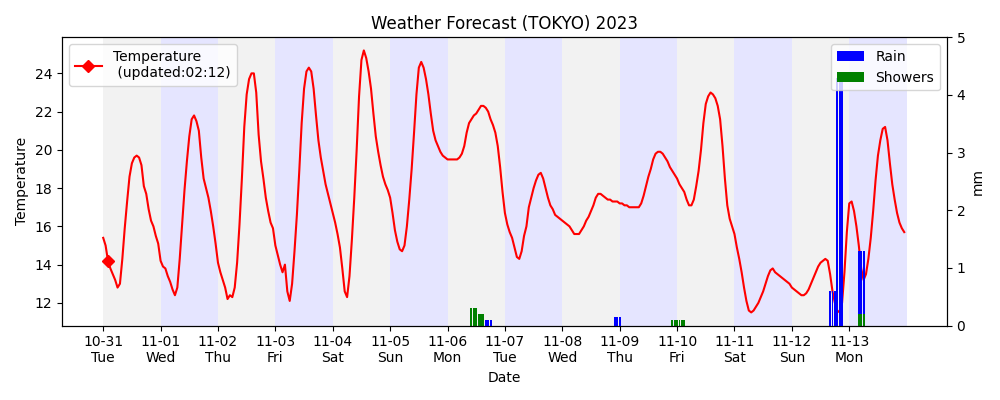 Weather Forecast (TOKYO) 2023
Temperature
(updated:02:12)
Rain
Showers
Temperature
24
22
20
18
16
14
12
5
4
3
2
1
0
mm
10-31 11-01 11-02 11-03 11-04 11-05 11-06 11-07 11-08 11-09 11-10 11-11 11-12 11-13
Tue Wed Thu Fri Sat Sun Mon Tue Wed Thu Fri Sat Sun Mon
Date